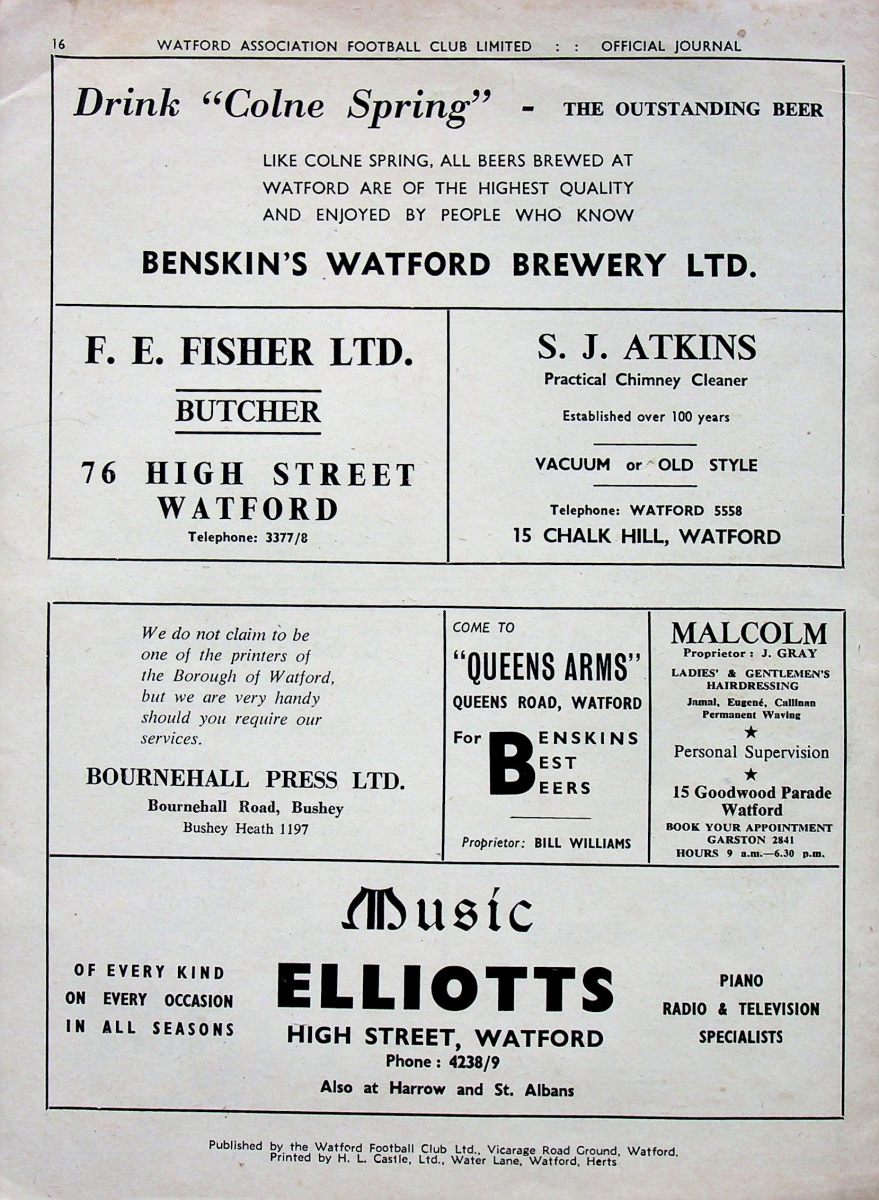 16 WATFORD ASSOCIATION FOOTBALL CLUB LIMITED : : OFFICIAL JOURNAL
Drink "Colne Spring" - THE OUTSTANDING BEER
LIKE COLNE SPRING, ALL BEERS BREWED AT
WATFORD ARE OF THE HIGHEST QUALITY
AND ENJOYED BY PEOPLE WHO KNOW
BENSKIN'S WATFORD BREWERY LTD.
F. E. FISHER LTD.
BUTCHER
76 HIGH STREET
WATFORD
Telephone: 3377/8
S. J. ATKINS
Practical Chimney Cleaner
Established over 100 years
VACUUM or OLD STYLE
Telephone: WATFORD 5558
15 CHALK HILL, WATFORD
We do not claim to be
one of the printers of
the Borough of Watford,
but we are very handy
should you require our
services.
BOURNEHALL PRESS LTD.
Bournehall Road, Bushey
Bushey Heath 1197
COME TO
"QUEENS ARMS"
QUEENS ROAD, WATFORD
For BENSKINS
BEST
BEERS
Proprietor: BILL WILLIAMS
MALCOLM
Proprietor: J. GRAY
LADIES' & GENTLEMEN'S
HAIRDRESSING
Jamal, Eugené, Callinan
Permanent Waving
★
Personal Supervision
★
15 Goodwood Parade
Watford
BOOK YOUR APPOINTMENT
GARSTON 2841
HOURS 9 a.m.—6.30 p.m.
Music
OF EVERY KIND
ON EVERY OCCASION
IN ALL SEASONS
ELLIOTTS
HIGH STREET, WATFORD
Phone: 4238/9
Also at Harrow and St. Albans
PIANO
RADIO & TELEVISION
SPECIALISTS
Published by the Watford Football Club Ltd., Vicarage Road Ground, Watford.
Printed by H. L. Castle, Ltd., Water Lane, Watford, Herts